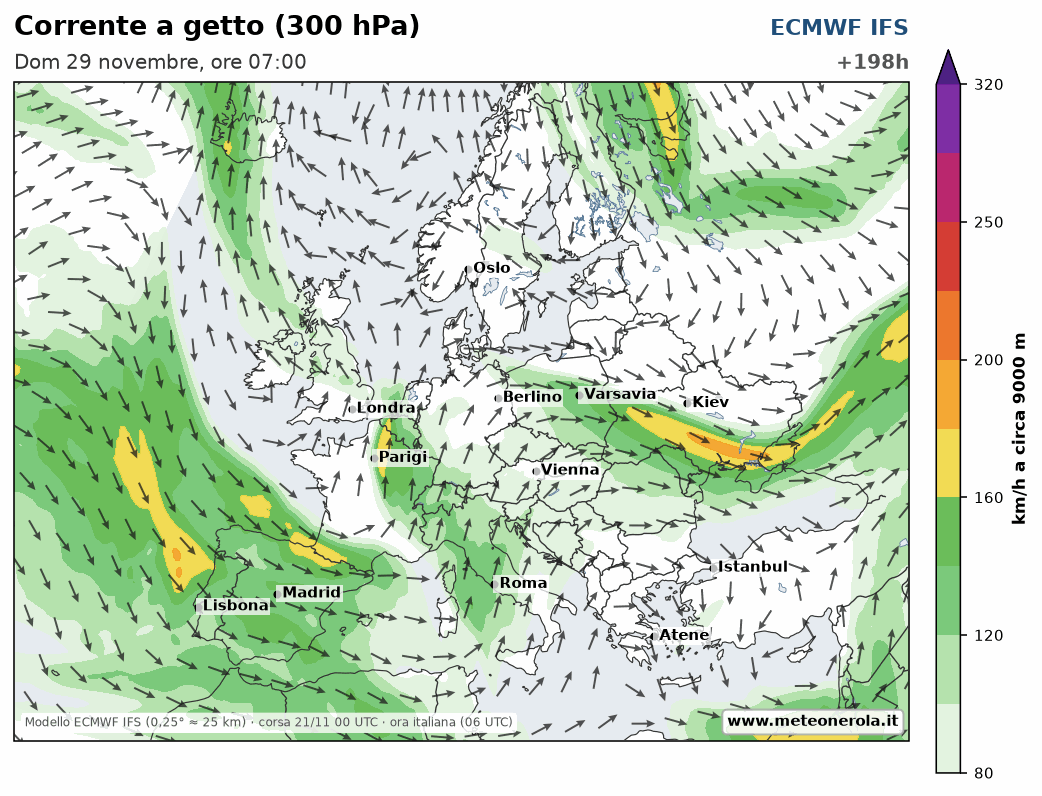 Corrente a getto (300 hPa)
ECMWF IFS
Dom 29 novembre, ore 07:00
+198h
320
250
200
160
120
80
km/h a circa 9000 m
Oslo
Berlino
Varsavia
Kiev
Londra
Parigi
Vienna
Istanbul
Roma
Madrid
Lisbona
Atene
Modello ECMWF IFS (0,25° ≈ 25 km) · corsa 21/11 00 UTC · ora italiana (06 UTC)
www.meteonerola.it